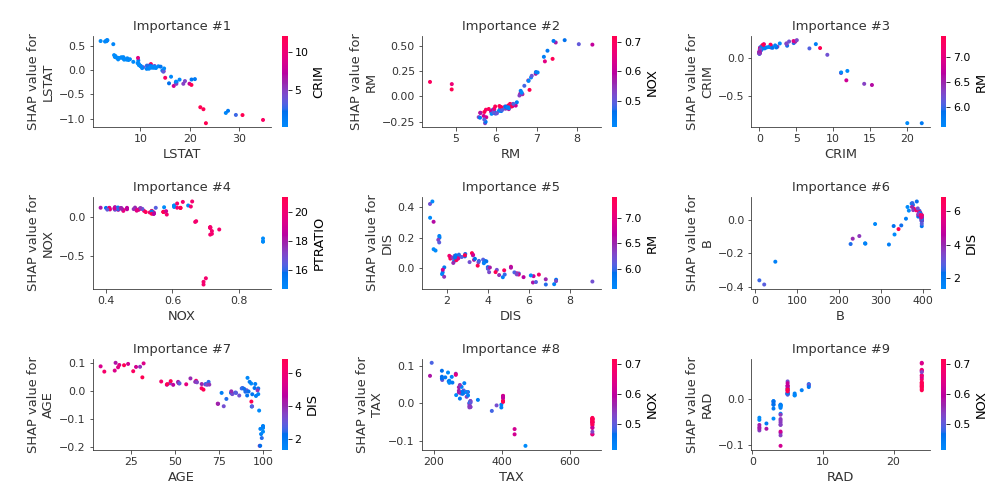 Importance #1
SHAP value for
LSTAT
0.5
0.0
−0.5
−1.0
10
20
30
LSTAT
10
5
CRIM
Importance #2
SHAP value for
RM
0.50
0.25
0.00
−0.25
5
6
7
8
RM
0.7
0.6
0.5
NOX
Importance #3
SHAP value for
CRIM
0.0
−0.5
0
5
10
15
20
CRIM
7.0
6.5
6.0
RM
Importance #4
SHAP value for
NOX
0.0
−0.5
0.4
0.6
0.8
NOX
20
18
16
PTRATIO
Importance #5
SHAP value for
DIS
0.4
0.2
0.0
2
4
6
8
DIS
7.0
6.5
6.0
RM
Importance #6
SHAP value for
B
0.0
−0.2
−0.4
0
100
200
300
400
B
6
4
2
DIS
Importance #7
SHAP value for
AGE
0.1
0.0
−0.1
−0.2
25
50
75
100
AGE
6
4
2
DIS
Importance #8
SHAP value for
TAX
0.1
0.0
−0.1
200
400
600
TAX
0.7
0.6
0.5
NOX
Importance #9
SHAP value for
RAD
0.0
−0.1
0
10
20
RAD
0.7
0.6
0.5
NOX